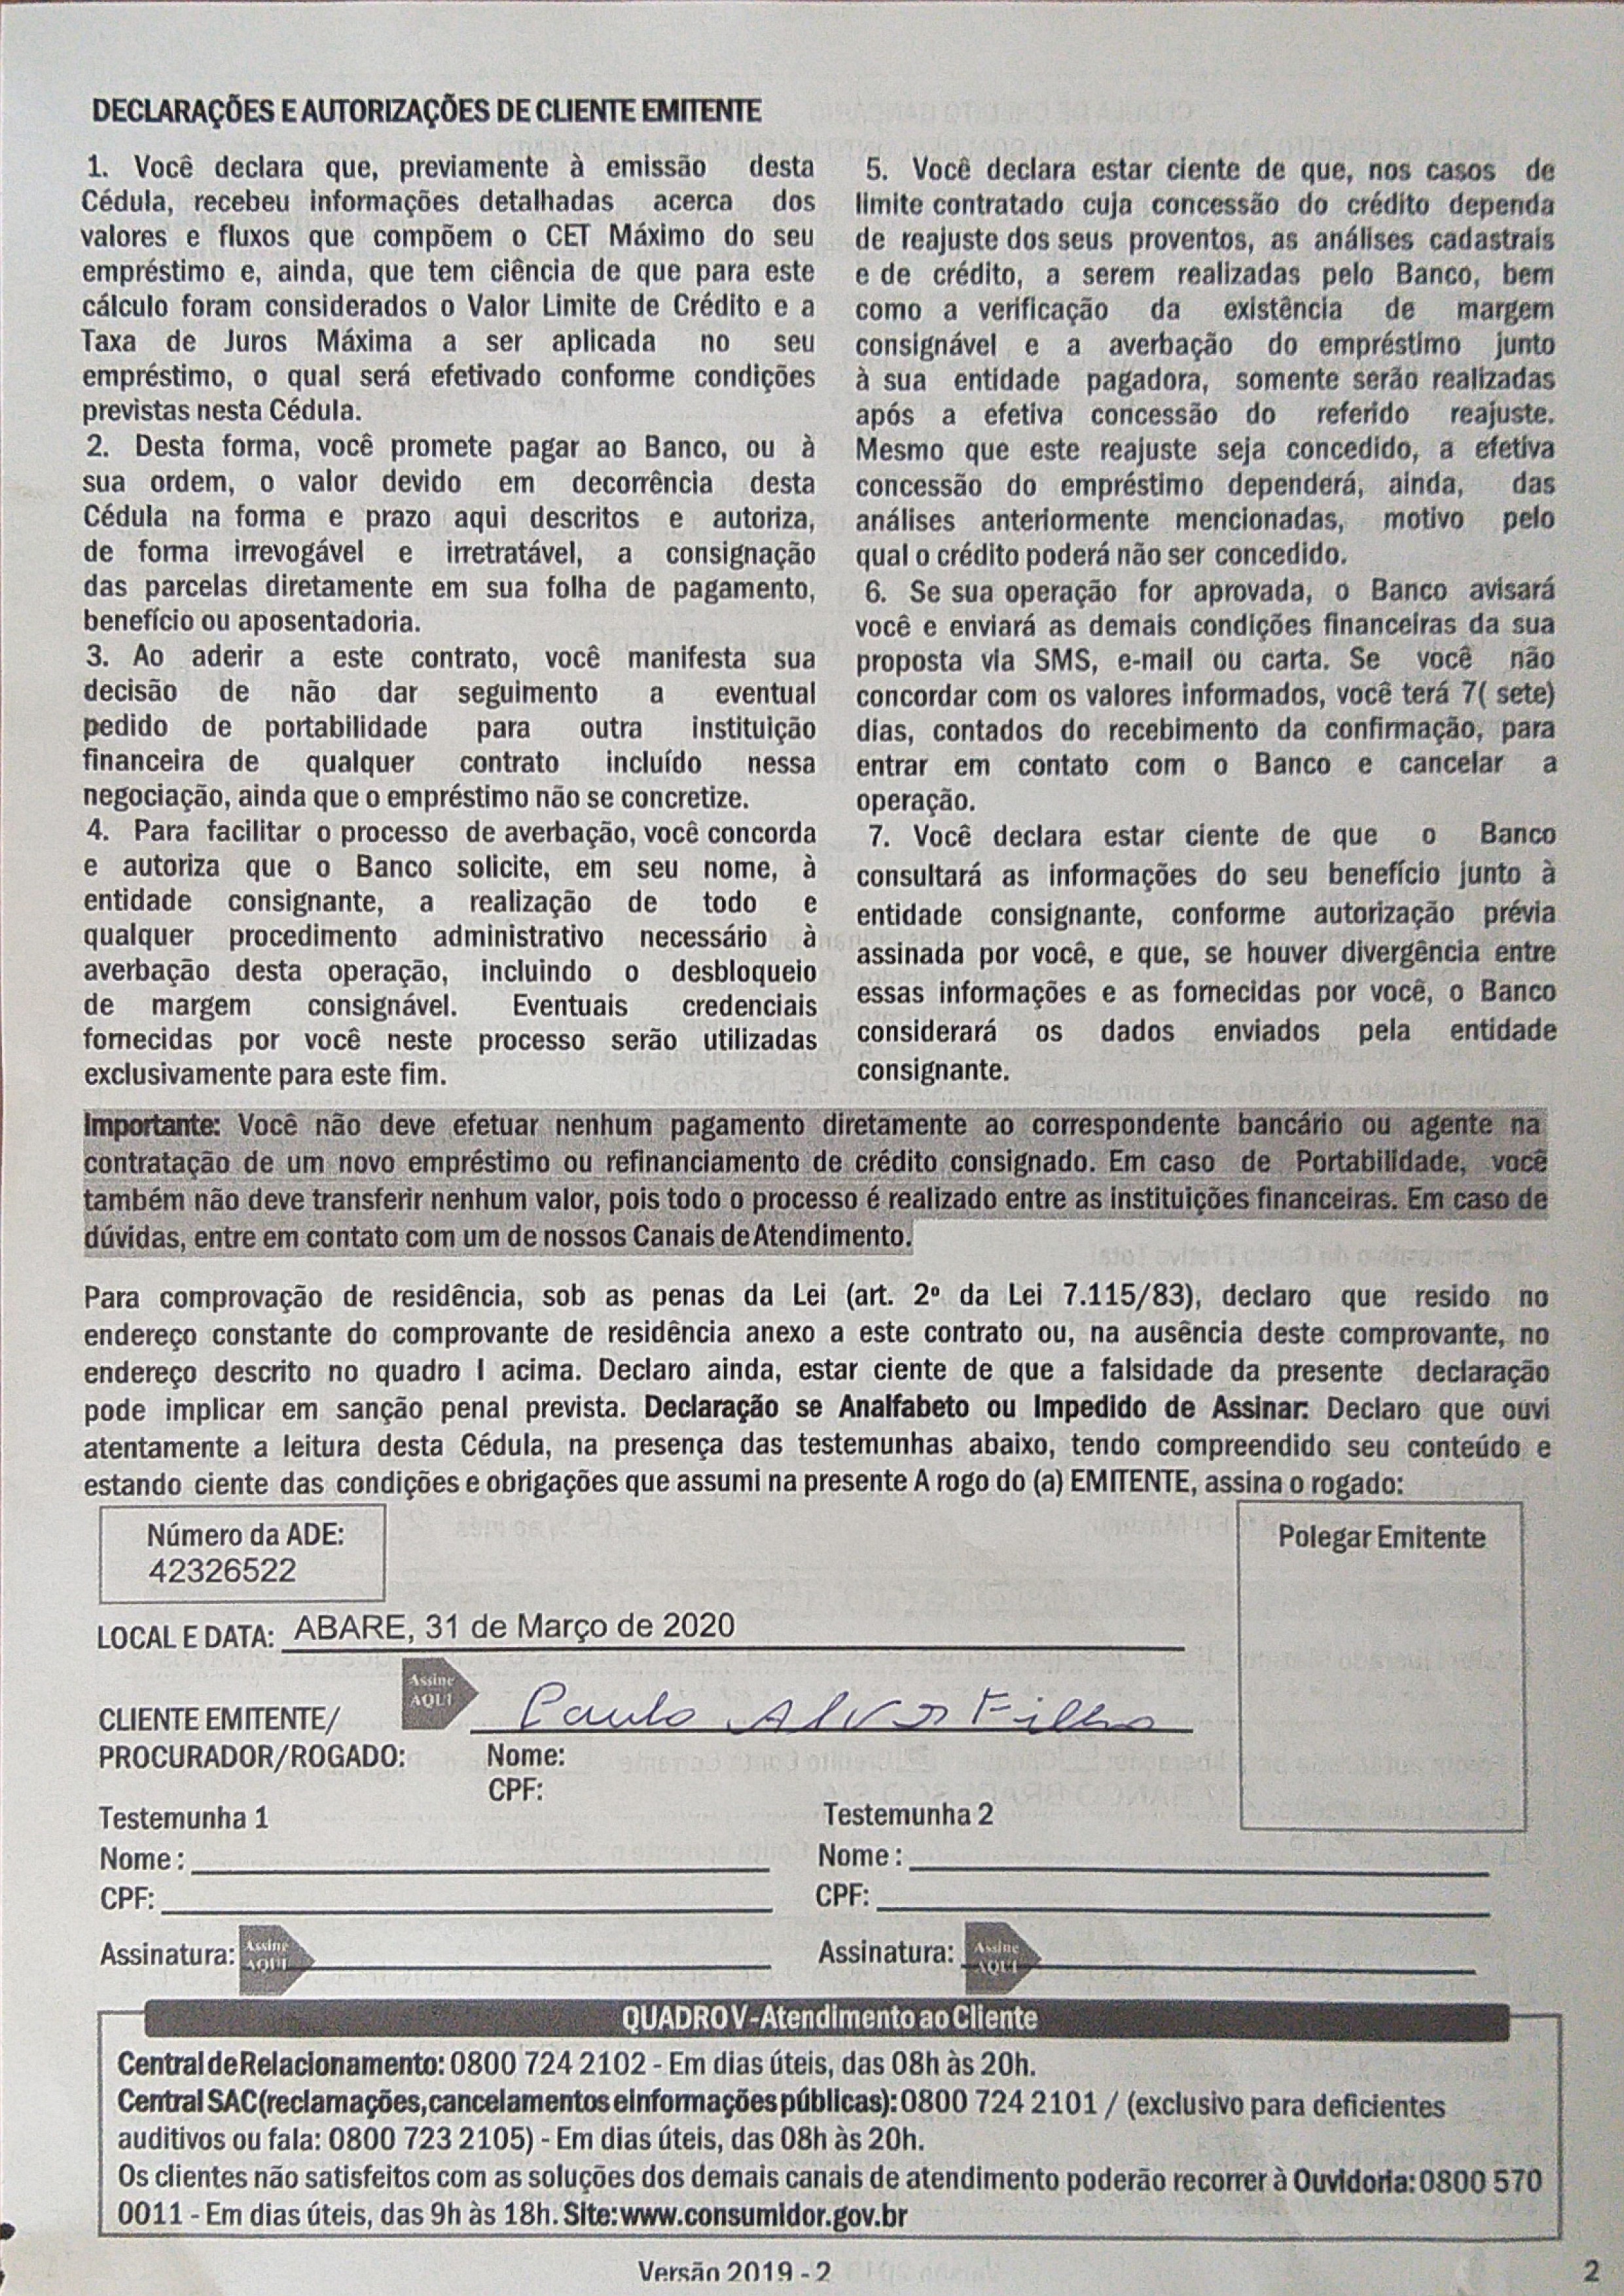 DECLARAÇÕES E AUTORIZAÇÕES DE CLIENTE EMITENTE
1. Você declara que, previamente à emissão desta
Cédula, recebeu informações detalhadas acerca dos
valores e fluxos que compõem o CET Máximo do seu
empréstimo e, ainda, que tem ciência de que para este
cálculo foram considerados o Valor Limite de Crédito e a
Taxa de Juros Máxima a ser aplicada no seu
empréstimo, o qual será efetivado conforme condições
previstas nesta Cédula.
2. Desta forma, você promete pagar ao Banco, ou à
sua ordem, o valor devido em decorrência desta
Cédula na forma e prazo aqui descritos e autoriza,
de forma irrevogável e irretratável, a consignação
das parcelas diretamente em sua folha de pagamento,
benefício ou aposentadoria.
3. Ao aderir a este contrato, você manifesta sua
decisão de não dar seguimento a eventual
pedido de portabilidade para outra instituição
financeira de qualquer contrato incluído nessa
negociação, ainda que o empréstimo não se concretize.
4. Para facilitar o processo de averbação, você concorda
e autoriza que o Banco solicite, em seu nome, à
entidade consignante, a realização de todo e
qualquer procedimento administrativo necessário à
averbação desta operação, incluindo o desbloqueio
de margem consignável. Eventuais credenciais
fornecidas por você neste processo serão utilizadas
exclusivamente para este fim.
5. Você declara estar ciente de que, nos casos de
limite contratado cuja concessão do crédito dependa
de reajuste dos seus proventos, as análises cadastrais
e de crédito, a serem realizadas pelo Banco, bem
como a verificação da existência de margem
consignável e a averbação do empréstimo junto
à sua entidade pagadora, somente serão realizadas
após a efetiva concessão do referido reajuste.
Mesmo que este reajuste seja concedido, a efetiva
concessão do empréstimo dependerá, ainda, das
análises anteriormente mencionadas, motivo pelo
qual o crédito poderá não ser concedido.
6. Se sua operação for aprovada, o Banco avisará
você e enviará as demais condições financeiras da sua
proposta via SMS, e-mail ou carta. Se você não
concordar com os valores informados, você terá 7( sete)
dias, contados do recebimento da confirmação, para
entrar em contato com o Banco e cancelar a
operação.
7. Você declara estar ciente de que o Banco
consultará as informações do seu benefício junto à
entidade consignante, conforme autorização prévia
assinada por você, e que, se houver divergência entre
essas informações e as fornecidas por você, o Banco
considerará os dados enviados pela entidade
consignante.
Importante: Você não deve efetuar nenhum pagamento diretamente ao correspondente bancário ou agente na
contratação de um novo empréstimo ou refinanciamento de crédito consignado. Em caso de Portabilidade, você
também não deve transferir nenhum valor, pois todo o processo é realizado entre as instituições financeiras. Em caso de
dúvidas, entre em contato com um de nossos Canais de Atendimento.
Para comprovação de residência, sob as penas da Lei (art. 2º da Lei 7.115/83), declaro que resido no
endereço constante do comprovante de residência anexo a este contrato ou, na ausência deste comprovante, no
endereço descrito no quadro I acima. Declaro ainda, estar ciente de que a falsidade da presente declaração
pode implicar em sanção penal prevista. Declaração se Analfabeto ou Impedido de Assinar: Declaro que ouvi
atentamente a leitura desta Cédula, na presença das testemunhas abaixo, tendo compreendido seu conteúdo e
estando ciente das condições e obrigações que assumi na presente A rogo do (a) EMITENTE, assina o rogado:
Número da ADE:
42326522
Polegar Emitente
LOCAL E DATA: ABARE, 31 de Março de 2020
Assine
AQUI
CLIENTE EMITENTE/ Paulo Alves Filho
PROCURADOR/ROGADO: Nome:
CPF:
Testemunha 1
Nome :
CPF:
Assinatura: Assine
AQUI
Testemunha 2
Nome :
CPF:
Assinatura: Assine
AQUI
QUADRO V - Atendimento ao Cliente
Central de Relacionamento: 0800 724 2102 - Em dias úteis, das 08h às 20h.
Central SAC (reclamações, cancelamentos e informações públicas): 0800 724 2101 / (exclusivo para deficientes
auditivos ou fala: 0800 723 2105) - Em dias úteis, das 08h às 20h.
Os clientes não satisfeitos com as soluções dos demais canais de atendimento poderão recorrer à Ouvidoria: 0800 570
0011 - Em dias úteis, das 9h às 18h. Site: www.consumidor.gov.br
Versão 2019 - 2
2